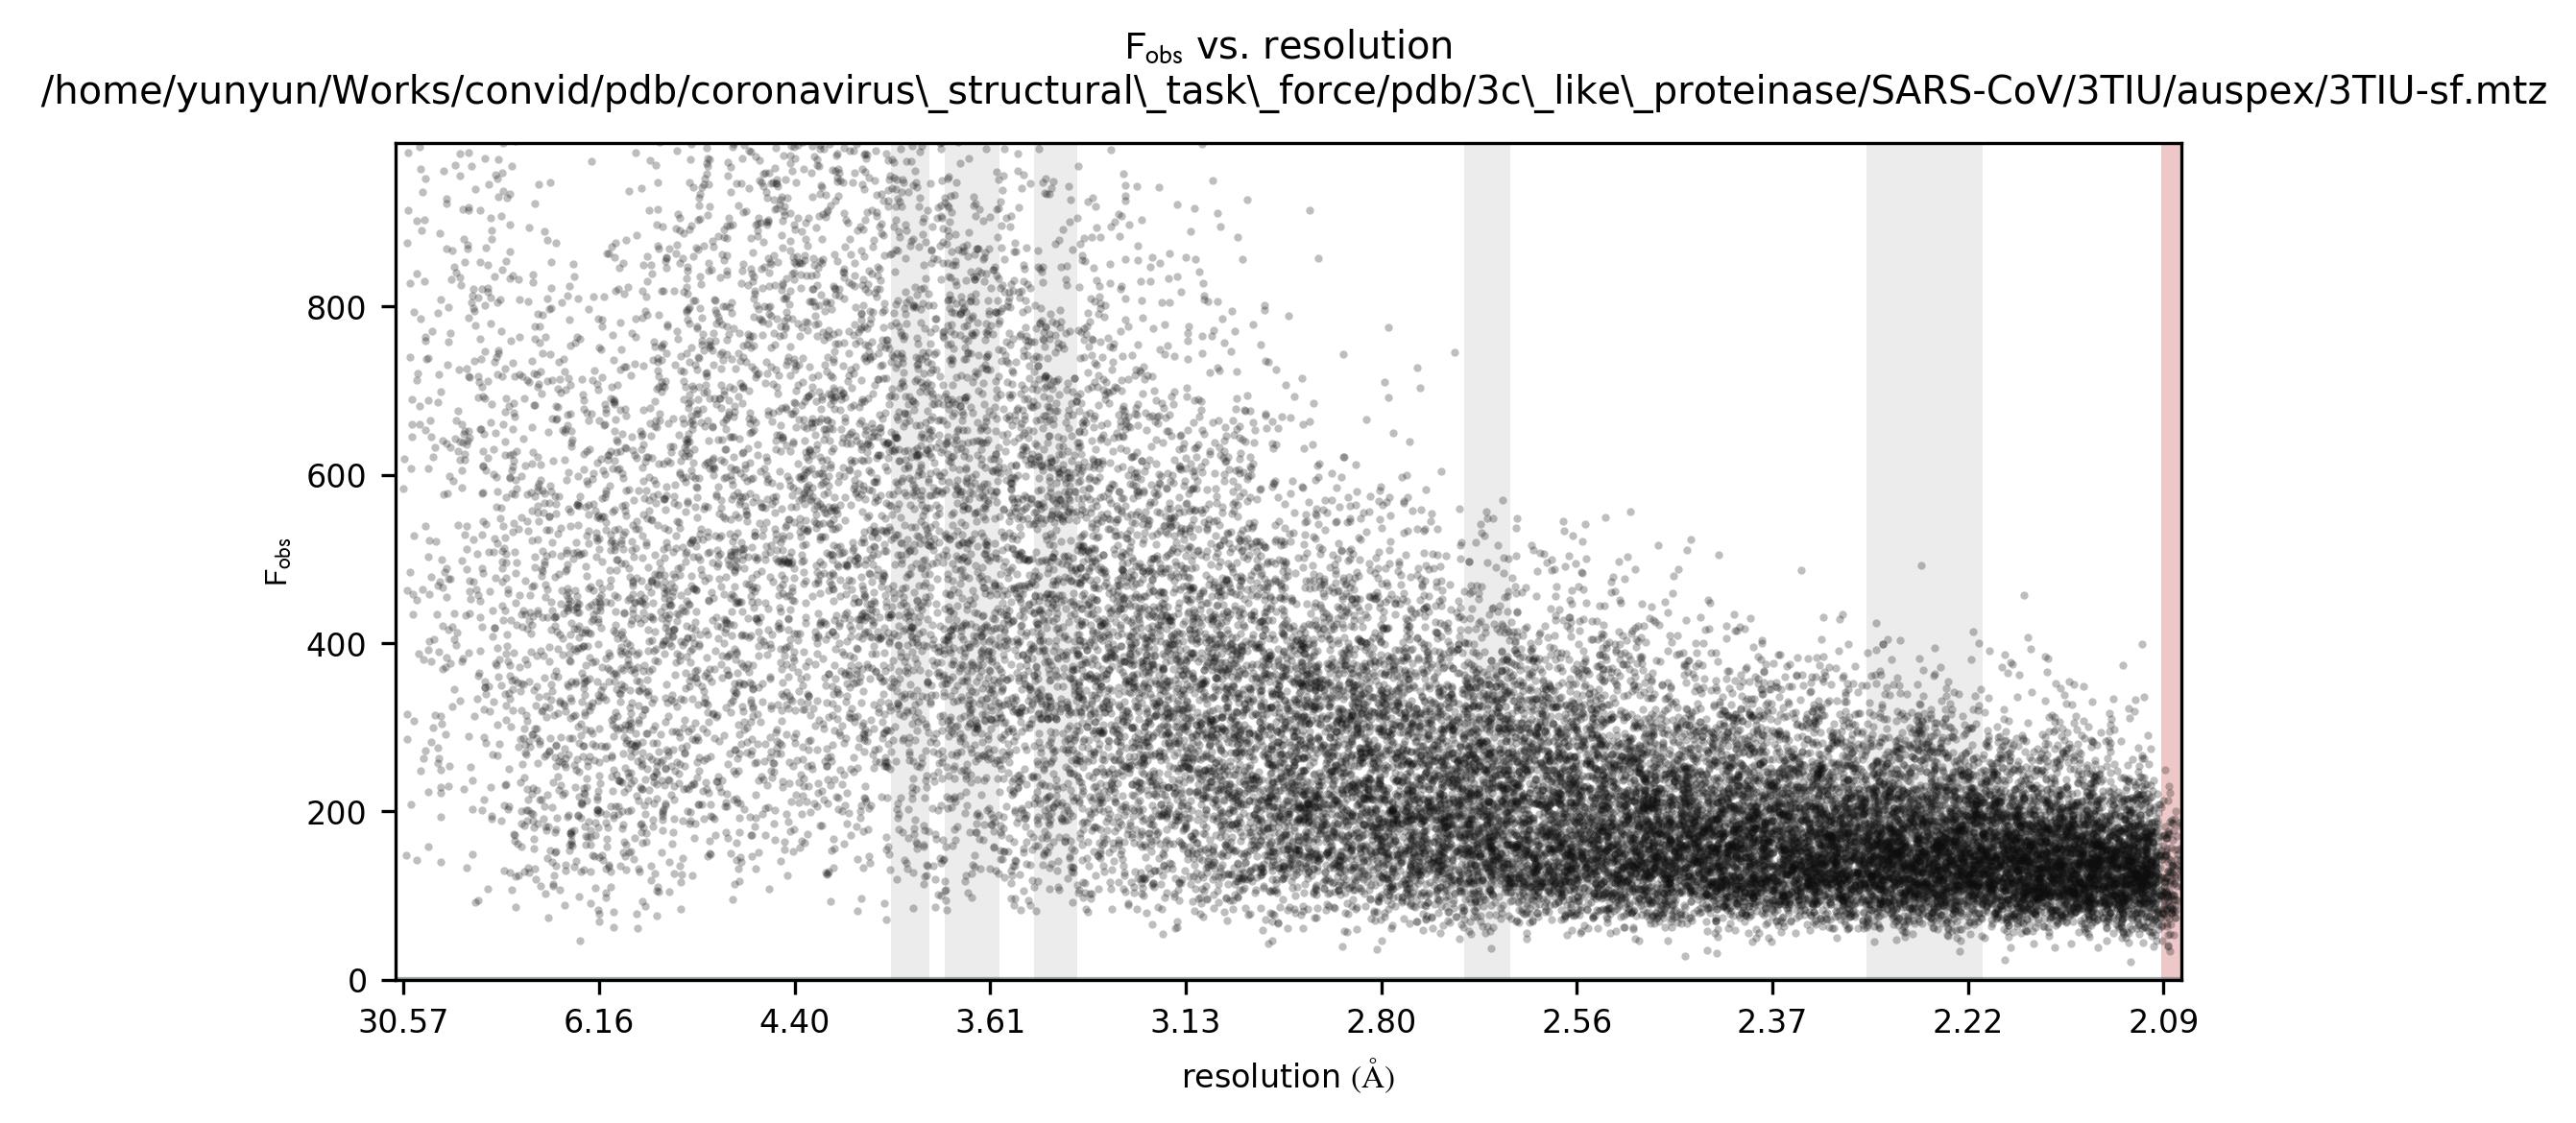 Fobs vs. resolution
/home/yunyun/Works/convid/pdb/coronavirus\_structural\_task\_force/pdb/3c\_like\_proteinase/SARS-CoV/3TIU/auspex/3TIU-sf.mtz
800
600
Fobs
400
200
0
30.57 6.16 4.40 3.61 3.13 2.80 2.56 2.37 2.22 2.09
resolution (Å)